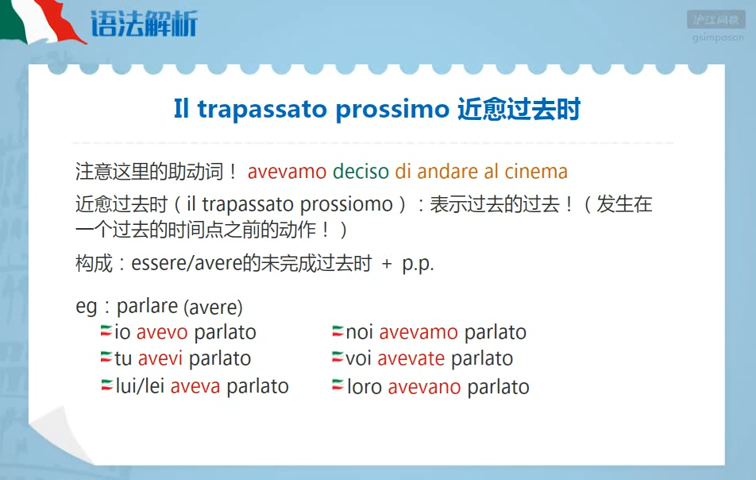 语法解析
沪江网校
gsimpason
Il trapassato prossimo 近愈过去时
注意这里的助动词！ avevamo deciso di andare al cinema
近愈过去时（il trapassato prossiomo）：表示过去的过去！（发生在
一个过去的时间点之前的动作！）
构成：essere/avere的未完成过去时 + p.p.
eg：parlare (avere)
io avevo parlato
noi avevamo parlato
tu avevi parlato
voi avevate parlato
lui/lei aveva parlato
loro avevano parlato